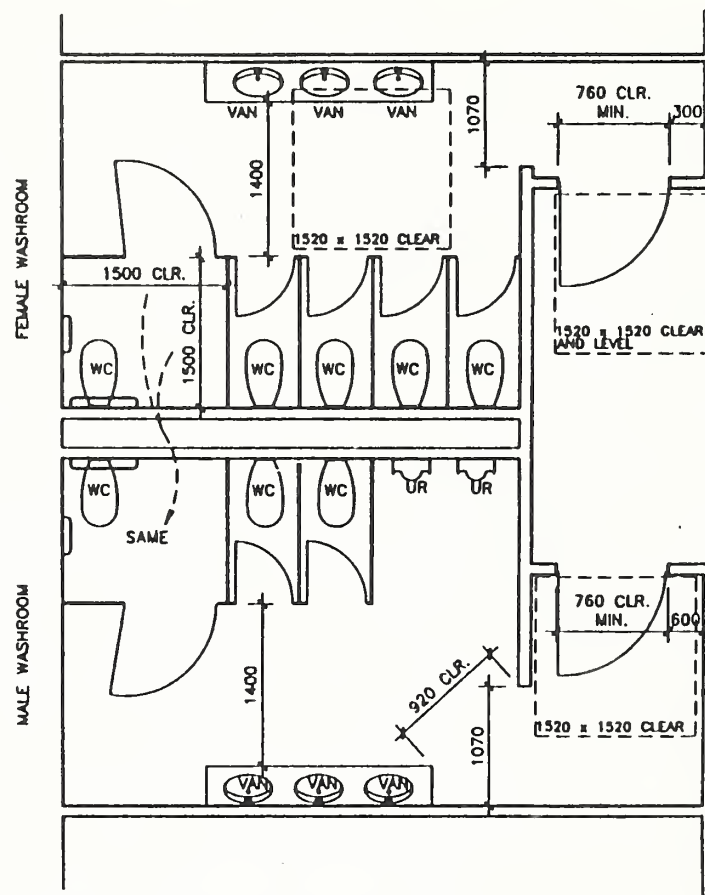 FEMALE WASHROOM
760 CLR.
MIN.
300
1070
VAN
VAN
VAN
1400
1520 x 1520 CLEAR
1500 CLR.
1500 CLR.
1520 x 1520 CLEAR
AND LEVEL
WC
WC
WC
WC
WC
MALE WASHROOM
WC
WC
WC
UR
UR
SAME
760 CLR.
MIN.
600
1400
920 CLR.
1070
1520 x 1520 CLEAR
VAN
VAN
VAN